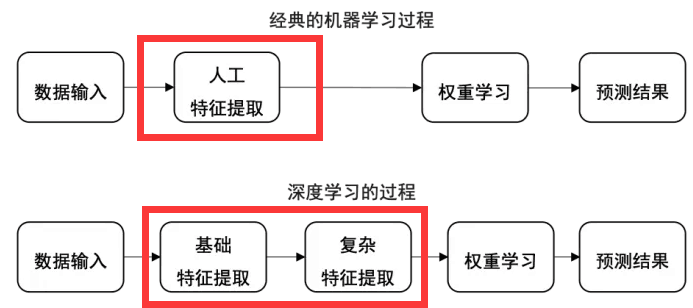 经典的机器学习过程
数据输入
人工
特征提取
权重学习
预测结果
深度学习的过程
数据输入
基础
特征提取
复杂
特征提取
权重学习
预测结果